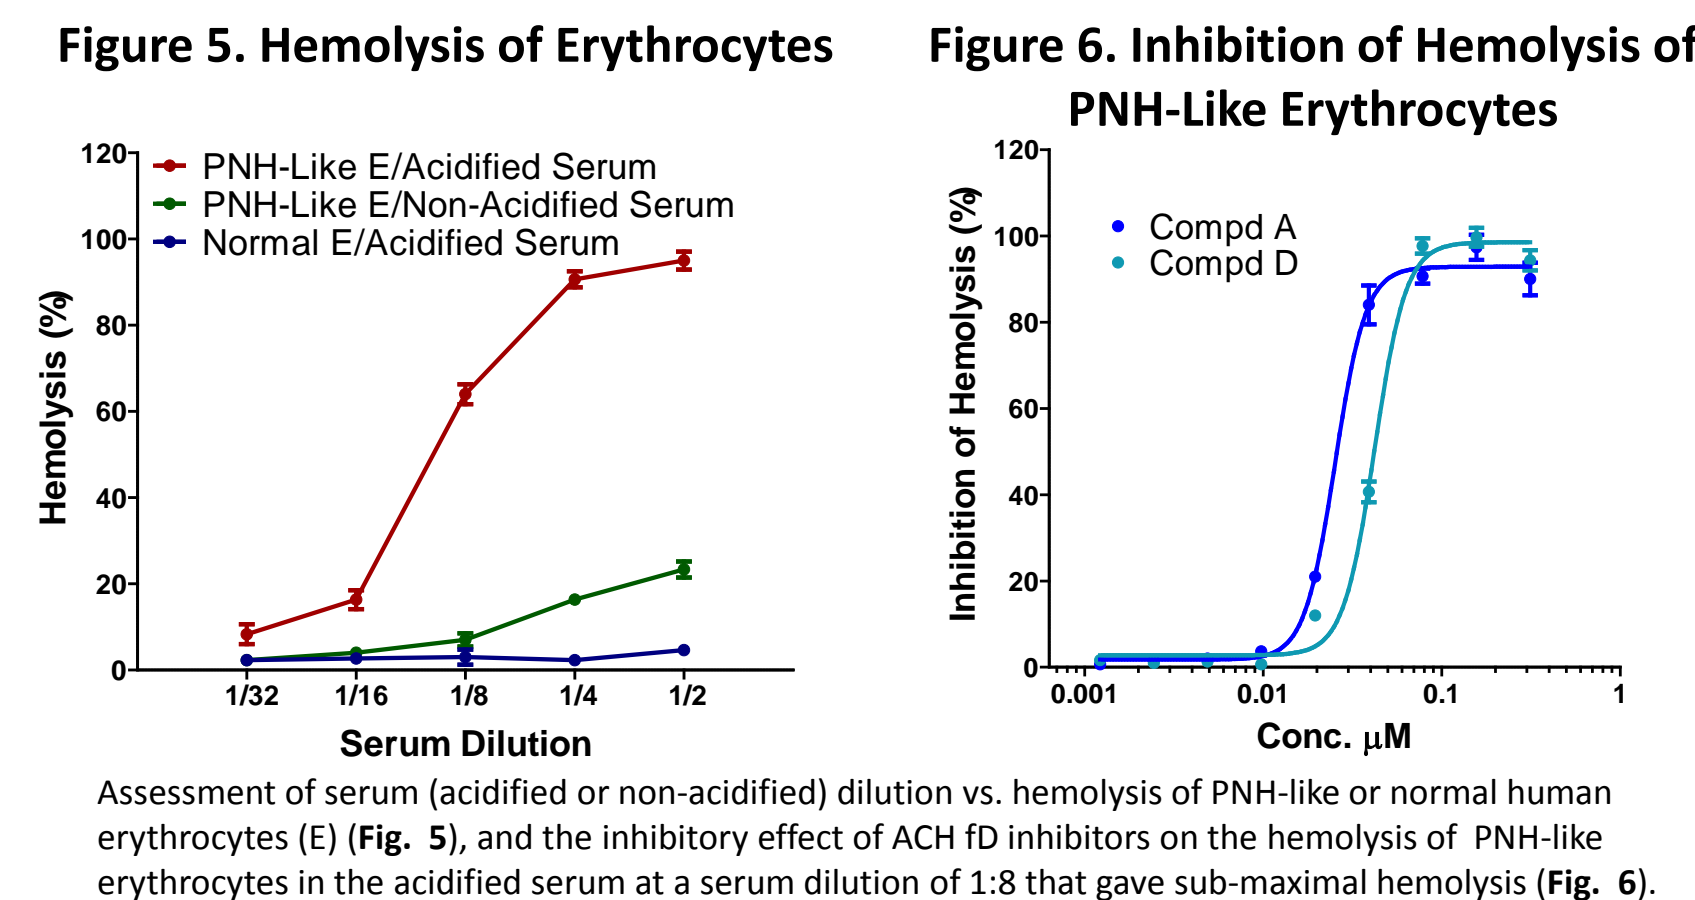 Figure 5. Hemolysis of Erythrocytes
120
100
80
60
40
20
0
Hemolysis (%)
PNH-Like E/Acidified Serum
PNH-Like E/Non-Acidified Serum
Normal E/Acidified Serum
1/32 1/16 1/8 1/4 1/2
Serum Dilution
Figure 6. Inhibition of Hemolysis of
PNH-Like Erythrocytes
120
100
80
60
40
20
0
Inhibition of Hemolysis (%)
Compd A
Compd D
0.001 0.01 0.1 1
Conc. μM
Assessment of serum (acidified or non-acidified) dilution vs. hemolysis of PNH-like or normal human
erythrocytes (E) (Fig. 5), and the inhibitory effect of ACH fD inhibitors on the hemolysis of PNH-like
erythrocytes in the acidified serum at a serum dilution of 1:8 that gave sub-maximal hemolysis (Fig. 6).